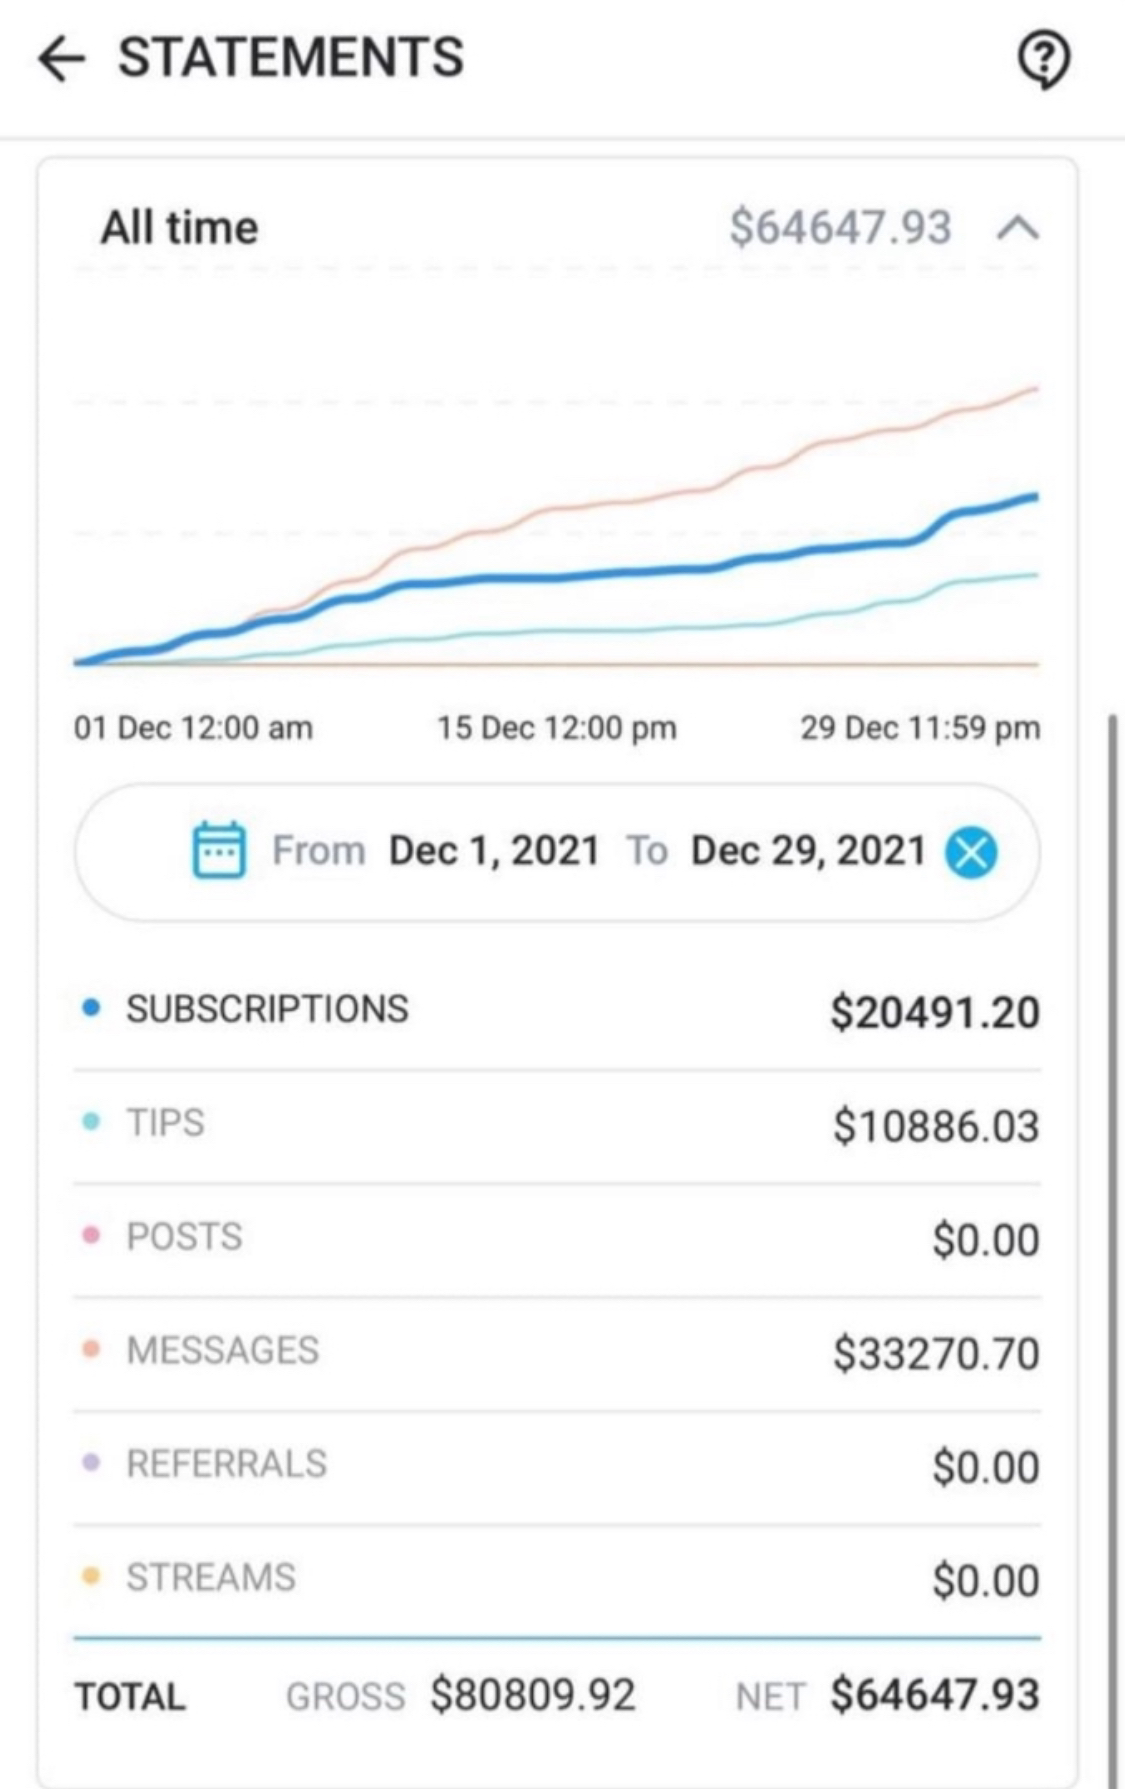 STATEMENTS
All time $64647.93
01 Dec 12:00 am 15 Dec 12:00 pm 29 Dec 11:59 pm
From Dec 1, 2021 To Dec 29, 2021
SUBSCRIPTIONS $20491.20
TIPS $10886.03
POSTS $0.00
MESSAGES $33270.70
REFERRALS $0.00
STREAMS $0.00
TOTAL GROSS $80809.92 NET $64647.93